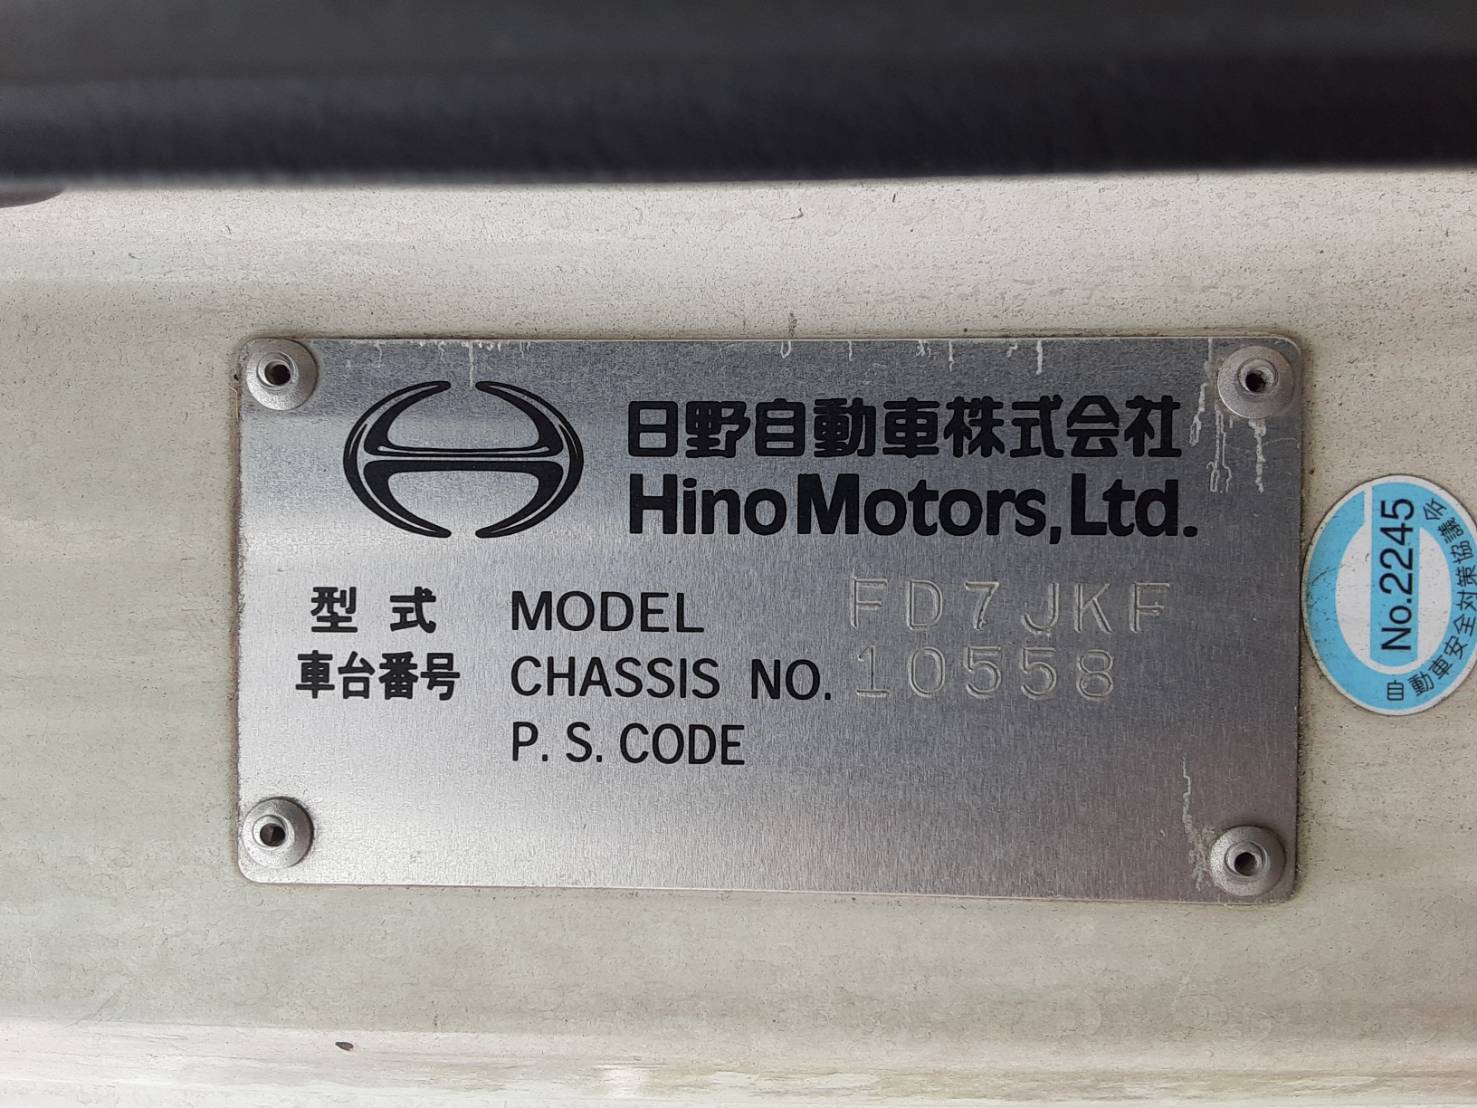 日野自動車株式会社
Hino Motors, Ltd.
型式 MODEL FD7JKF
車台番号 CHASSIS NO. 10558
P. S. CODE
No.2245
自動車安全対策協議会